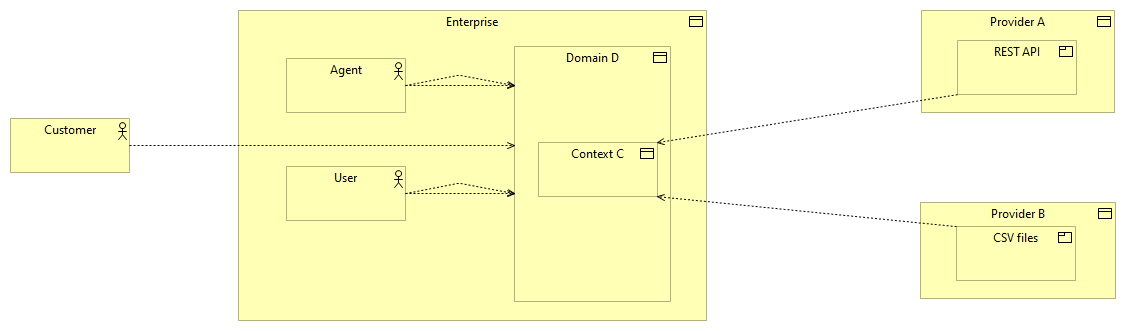 Enterprise
Provider A
REST API
Agent
Domain D
Customer
Context C
User
Provider B
CSV files